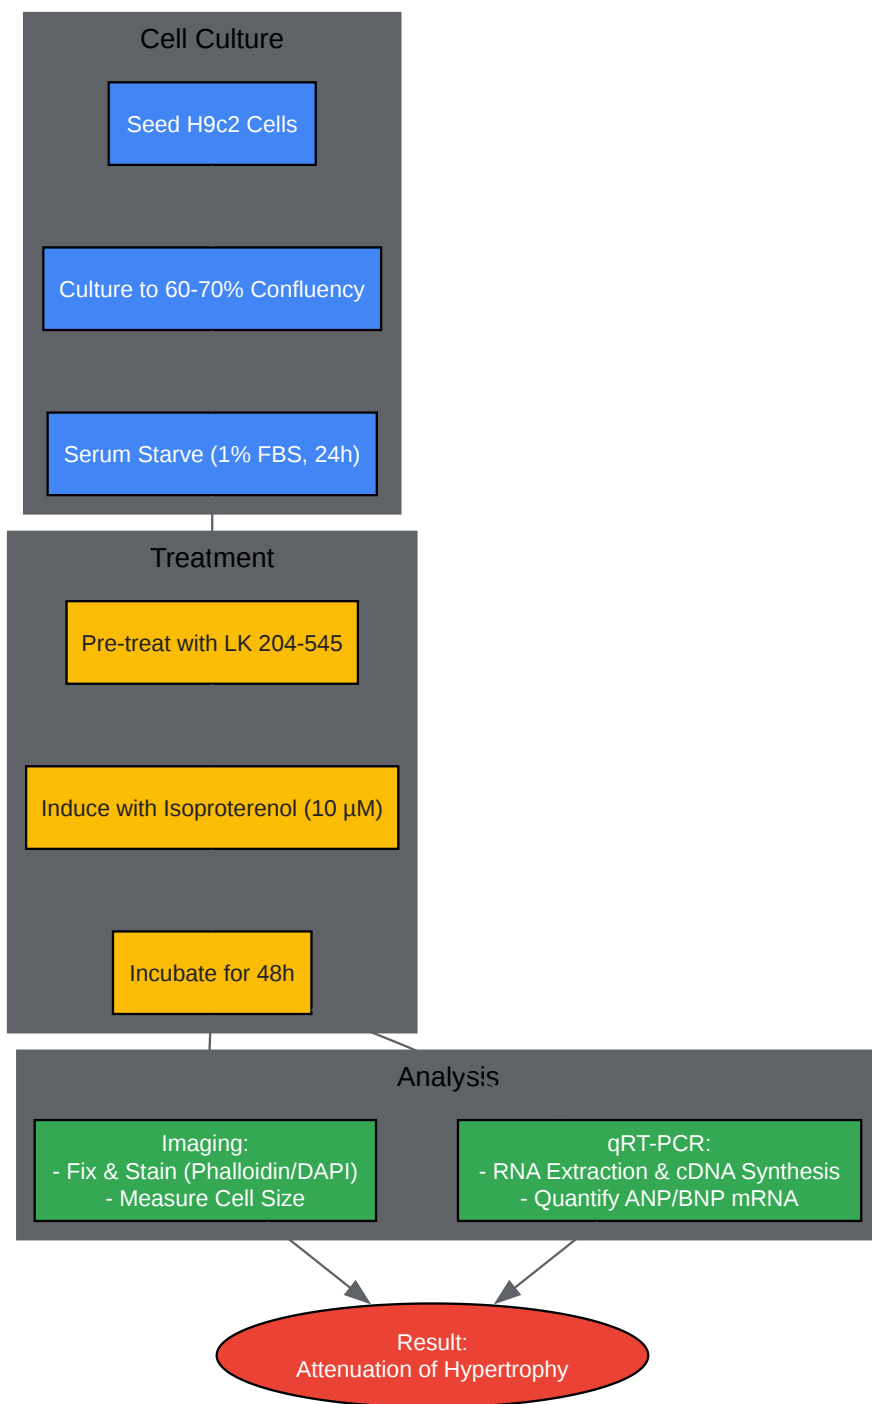 Cell Culture
Seed H9c2 Cells
Culture to 60-70% Confluency
Serum Starve (1% FBS, 24h)
Treatment
Pre-treat with LK 204-545
Induce with Isoproterenol (10 µM)
Incubate for 48h
Analysis
Imaging:
- Fix & Stain (Phalloidin/DAPI)
- Measure Cell Size
qRT-PCR:
- RNA Extraction & cDNA Synthesis
- Quantify ANP/BNP mRNA
Result:
Attenuation of Hypertrophy